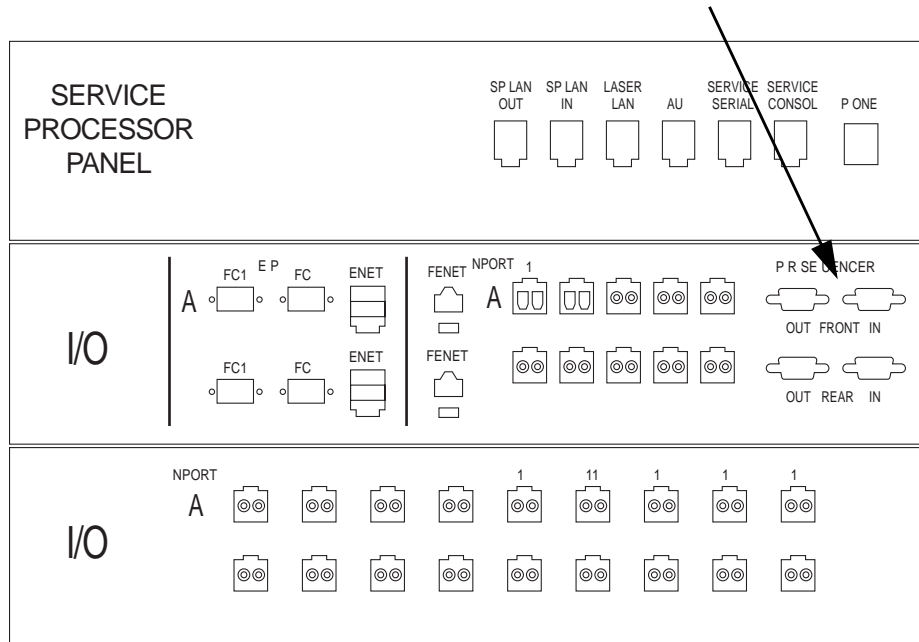 SERVICE PROCESSOR PANEL
SP LAN OUT
SP LAN IN
LASER LAN
AU
SERVICE SERIAL
SERVICE CONSOL
P ONE
I/O
E P
A FC1 FC ENET
FC1 FC ENET
FENET
FENET
NPORT 1
A
P R SE UENCER
OUT FRONT IN
OUT REAR IN
I/O
NPORT 1 11 1 1 1
A